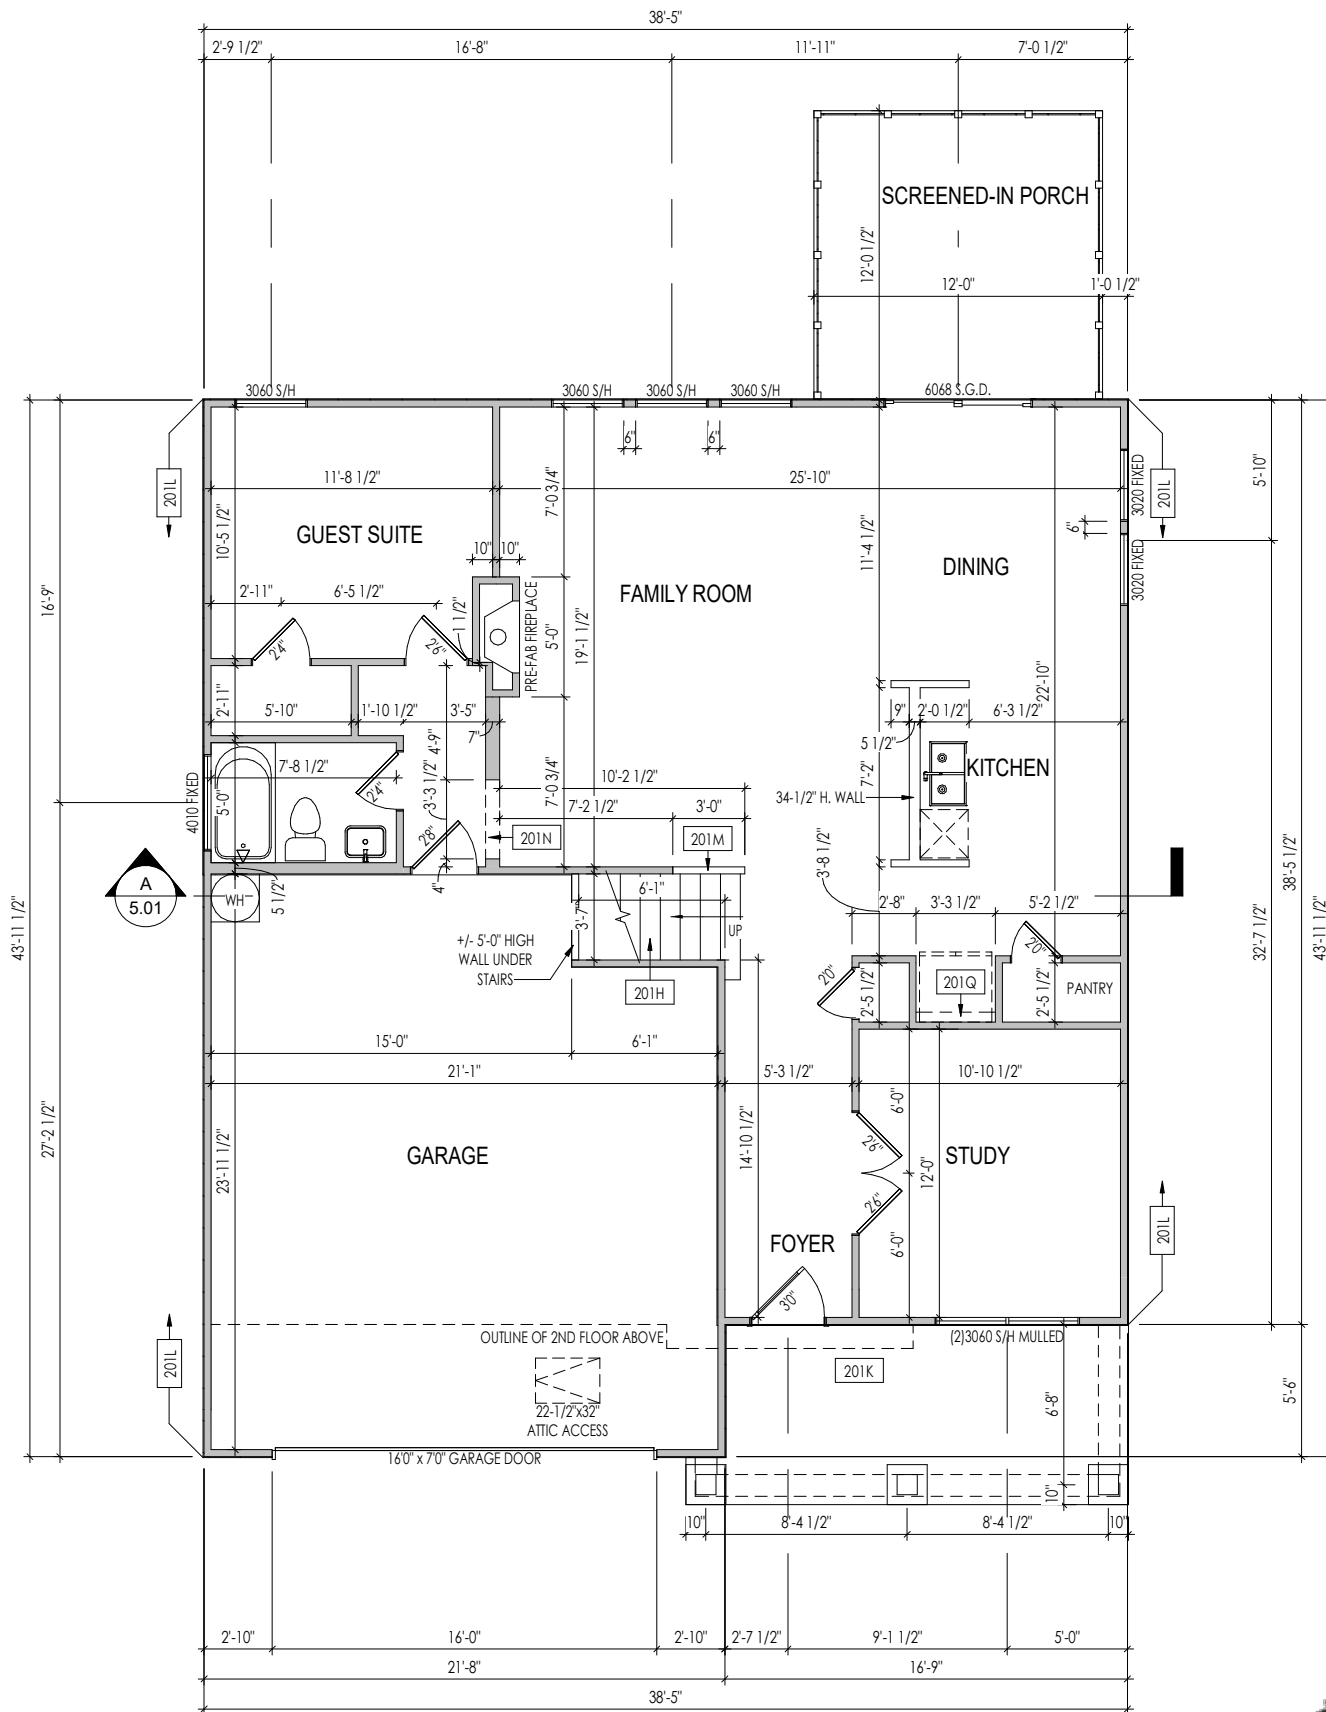 38'-5"
2'-9 1/2"
16'-8"
11'-11"
7'-0 1/2"
SCREENED-IN PORCH
12'-0 1/2"
12'-0"
1'-0 1/2"
3060 S/H
3060 S/H
3060 S/H
3060 S/H
6068 S.G.D.
201L
6"
6"
7'-0 3/4"
3020 FIXED
201L
5'-10"
11'-8 1/2"
25'-10"
10'-5 1/2"
GUEST SUITE
11'-4 1/2"
6"
10"
10"
DINING
3020 FIXED
16'-9"
2'-11"
6'-5 1/2"
1 1/2"
PRE-FAB FIREPLACE
5'-0"
19'-1 1/2"
FAMILY ROOM
2'4"
2'6"
22'-10"
2'-11"
5'-10"
1'-10 1/2"
3'-5"
7"
9"
2'-0 1/2"
6'-3 1/2"
5 1/2"
4'-9"
7'-8 1/2"
10'-2 1/2"
7'-2"
KITCHEN
4010 FIXED
5'-0"
2'4"
3'-3 1/2"
7'-0 3/4"
7'-2 1/2"
3'-0"
34-1/2" H. WALL
2'8"
201N
201M
A
5.01
WH
5 1/2"
4"
6'-1"
3'-8 1/2"
38'-5 1/2"
43'-11 1/2"
32'-7 1/2"
43'-11 1/2"
3'-7"
UP
2'-8"
3'-3 1/2"
5'-2 1/2"
+/- 5'-0" HIGH
WALL UNDER
STAIRS
201H
2'0"
2'-5 1/2"
201Q
2'0"
2'-5 1/2"
PANTRY
15'-0"
6'-1"
21'-1"
5'-3 1/2"
10'-10 1/2"
27'-2 1/2"
23'-11 1/2"
6'-0"
GARAGE
14'-10 1/2"
2'6"
12'-0"
STUDY
2'6"
201L
FOYER
6'-0"
3'0"
OUTLINE OF 2ND FLOOR ABOVE
(2)3060 S/H MULLED
201L
201K
22-1/2"x32"
ATTIC ACCESS
6'-8"
5'-6"
16'0" x 7'0" GARAGE DOOR
10"
10"
8'-4 1/2"
8'-4 1/2"
10"
2'-10"
16'-0"
2'-10"
2'-7 1/2"
9'-1 1/2"
5'-0"
21'-8"
16'-9"
38'-5"